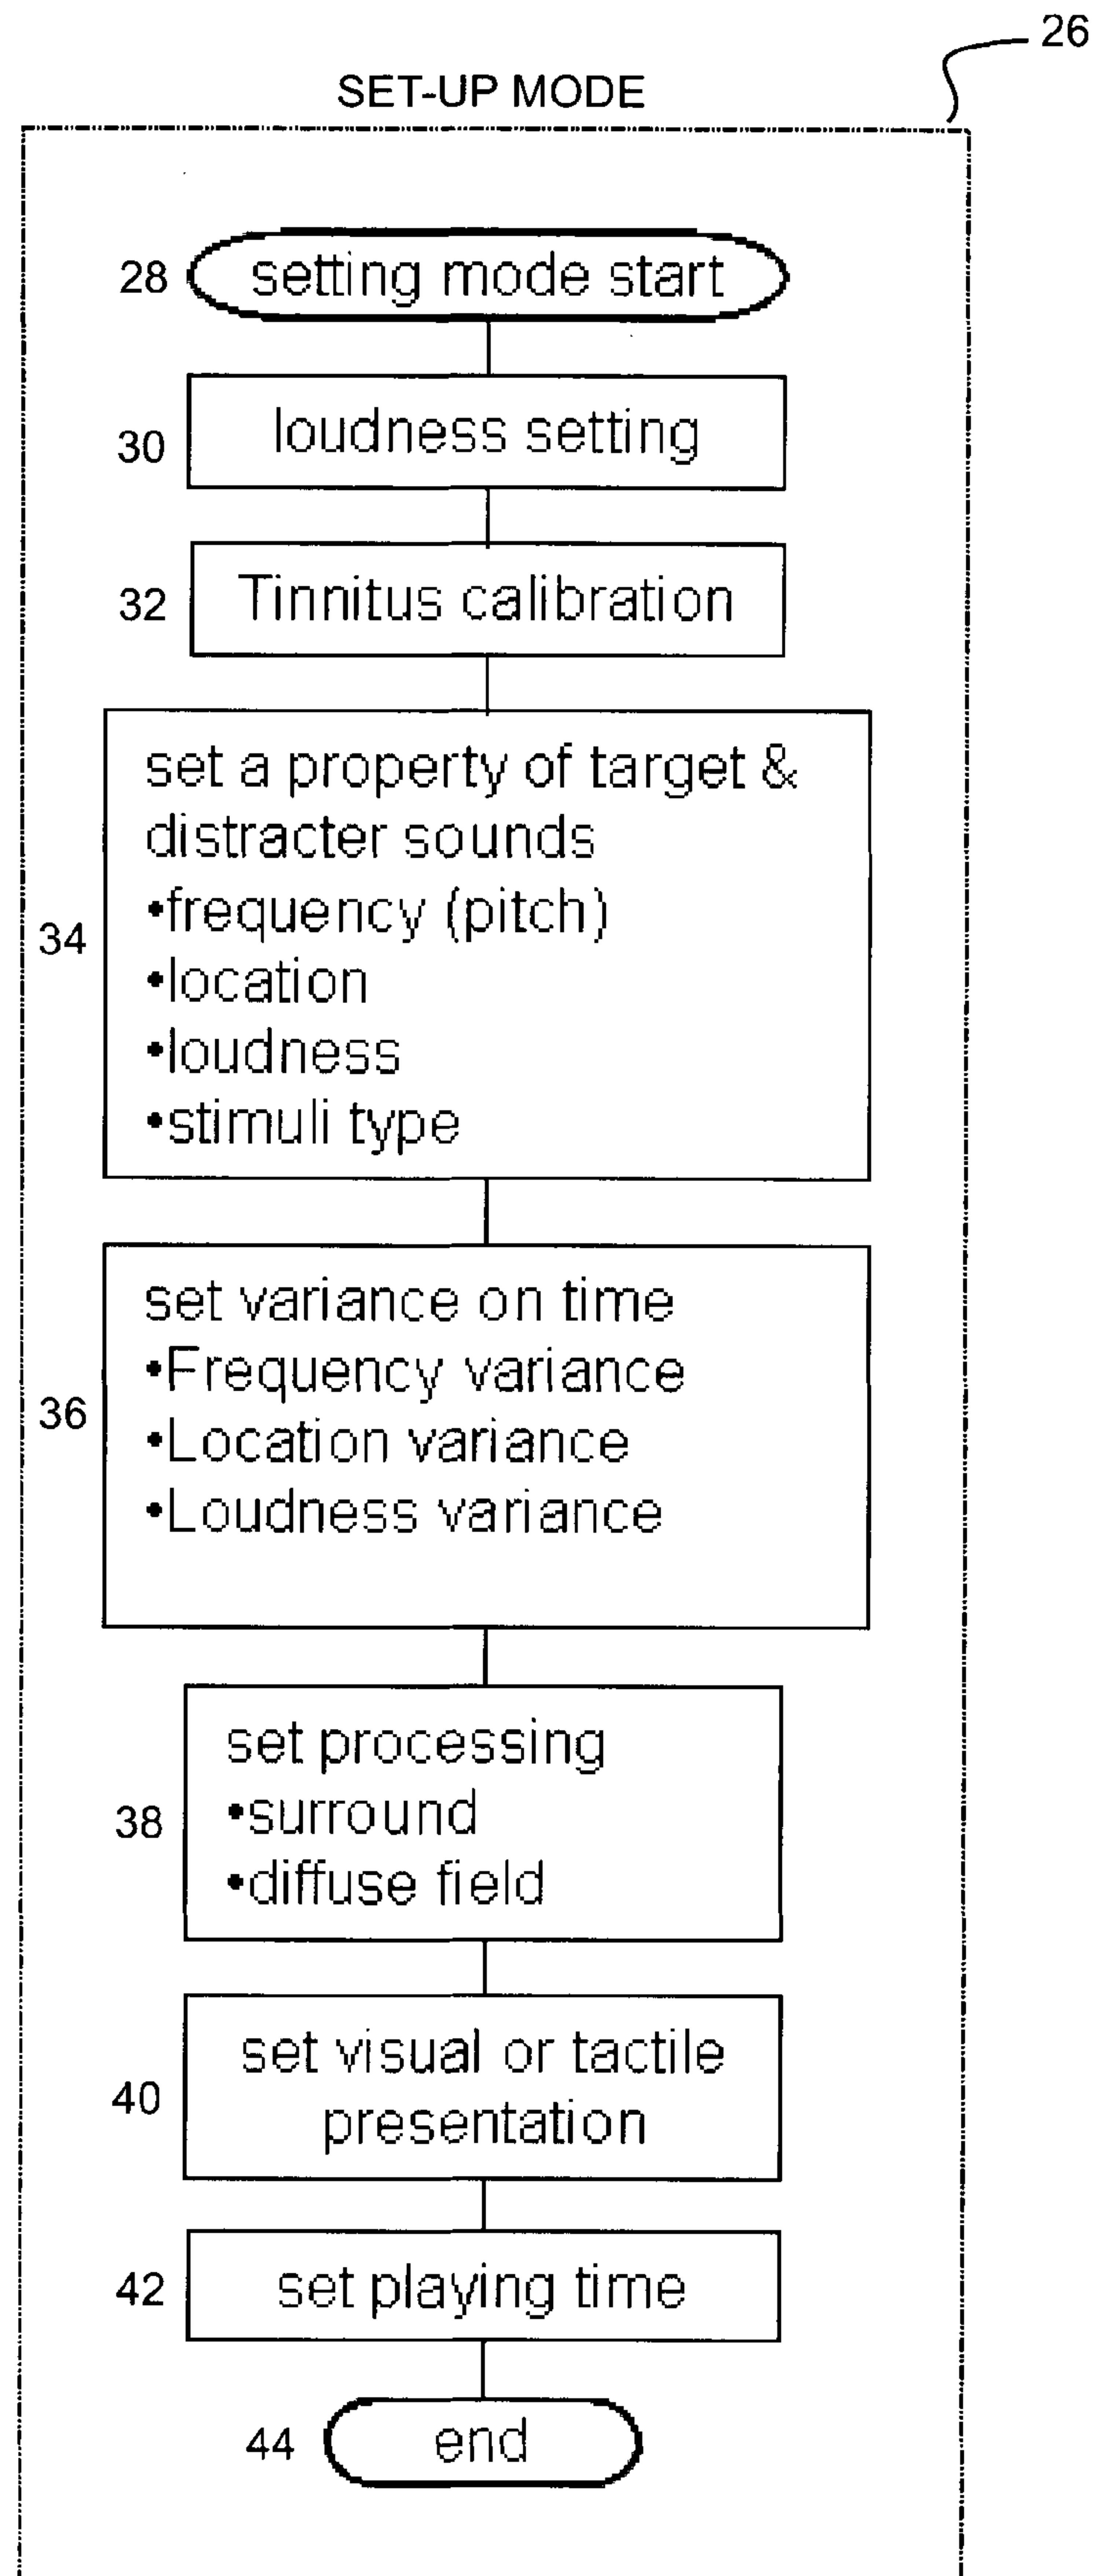 26
SET-UP MODE
28 setting mode start
30 loudness setting
32 Tinnitus calibration
set a property of target &
distracter sounds
•frequency (pitch)
34
•location
•loudness
•stimuli type
set variance on time
•Frequency variance
36
•Location variance
•Loudness variance
set processing
•surround
38
•diffuse field
set visual or tactile
40
presentation
42 set playing time
44 end